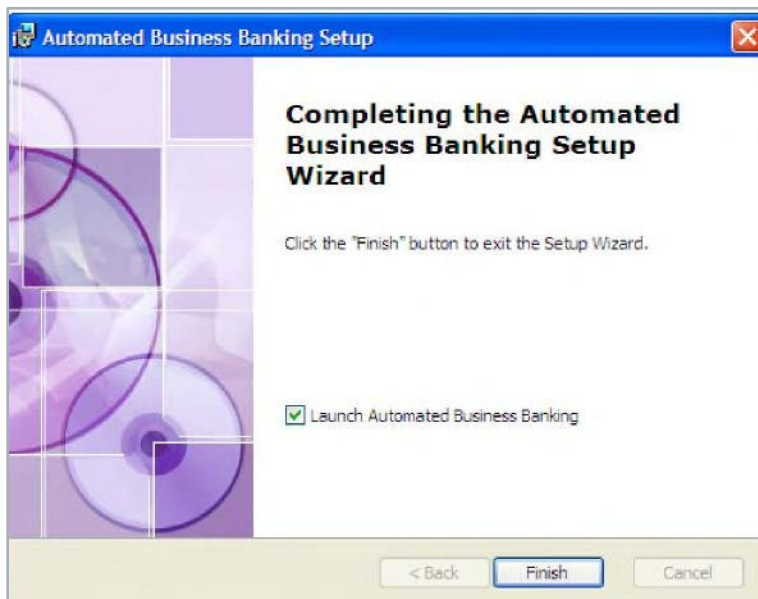 Automated Business Banking Setup
Completing the Automated
Business Banking Setup
Wizard
Click the "Finish" button to exit the Setup Wizard.
Launch Automated Business Banking
< Back Finish Cancel